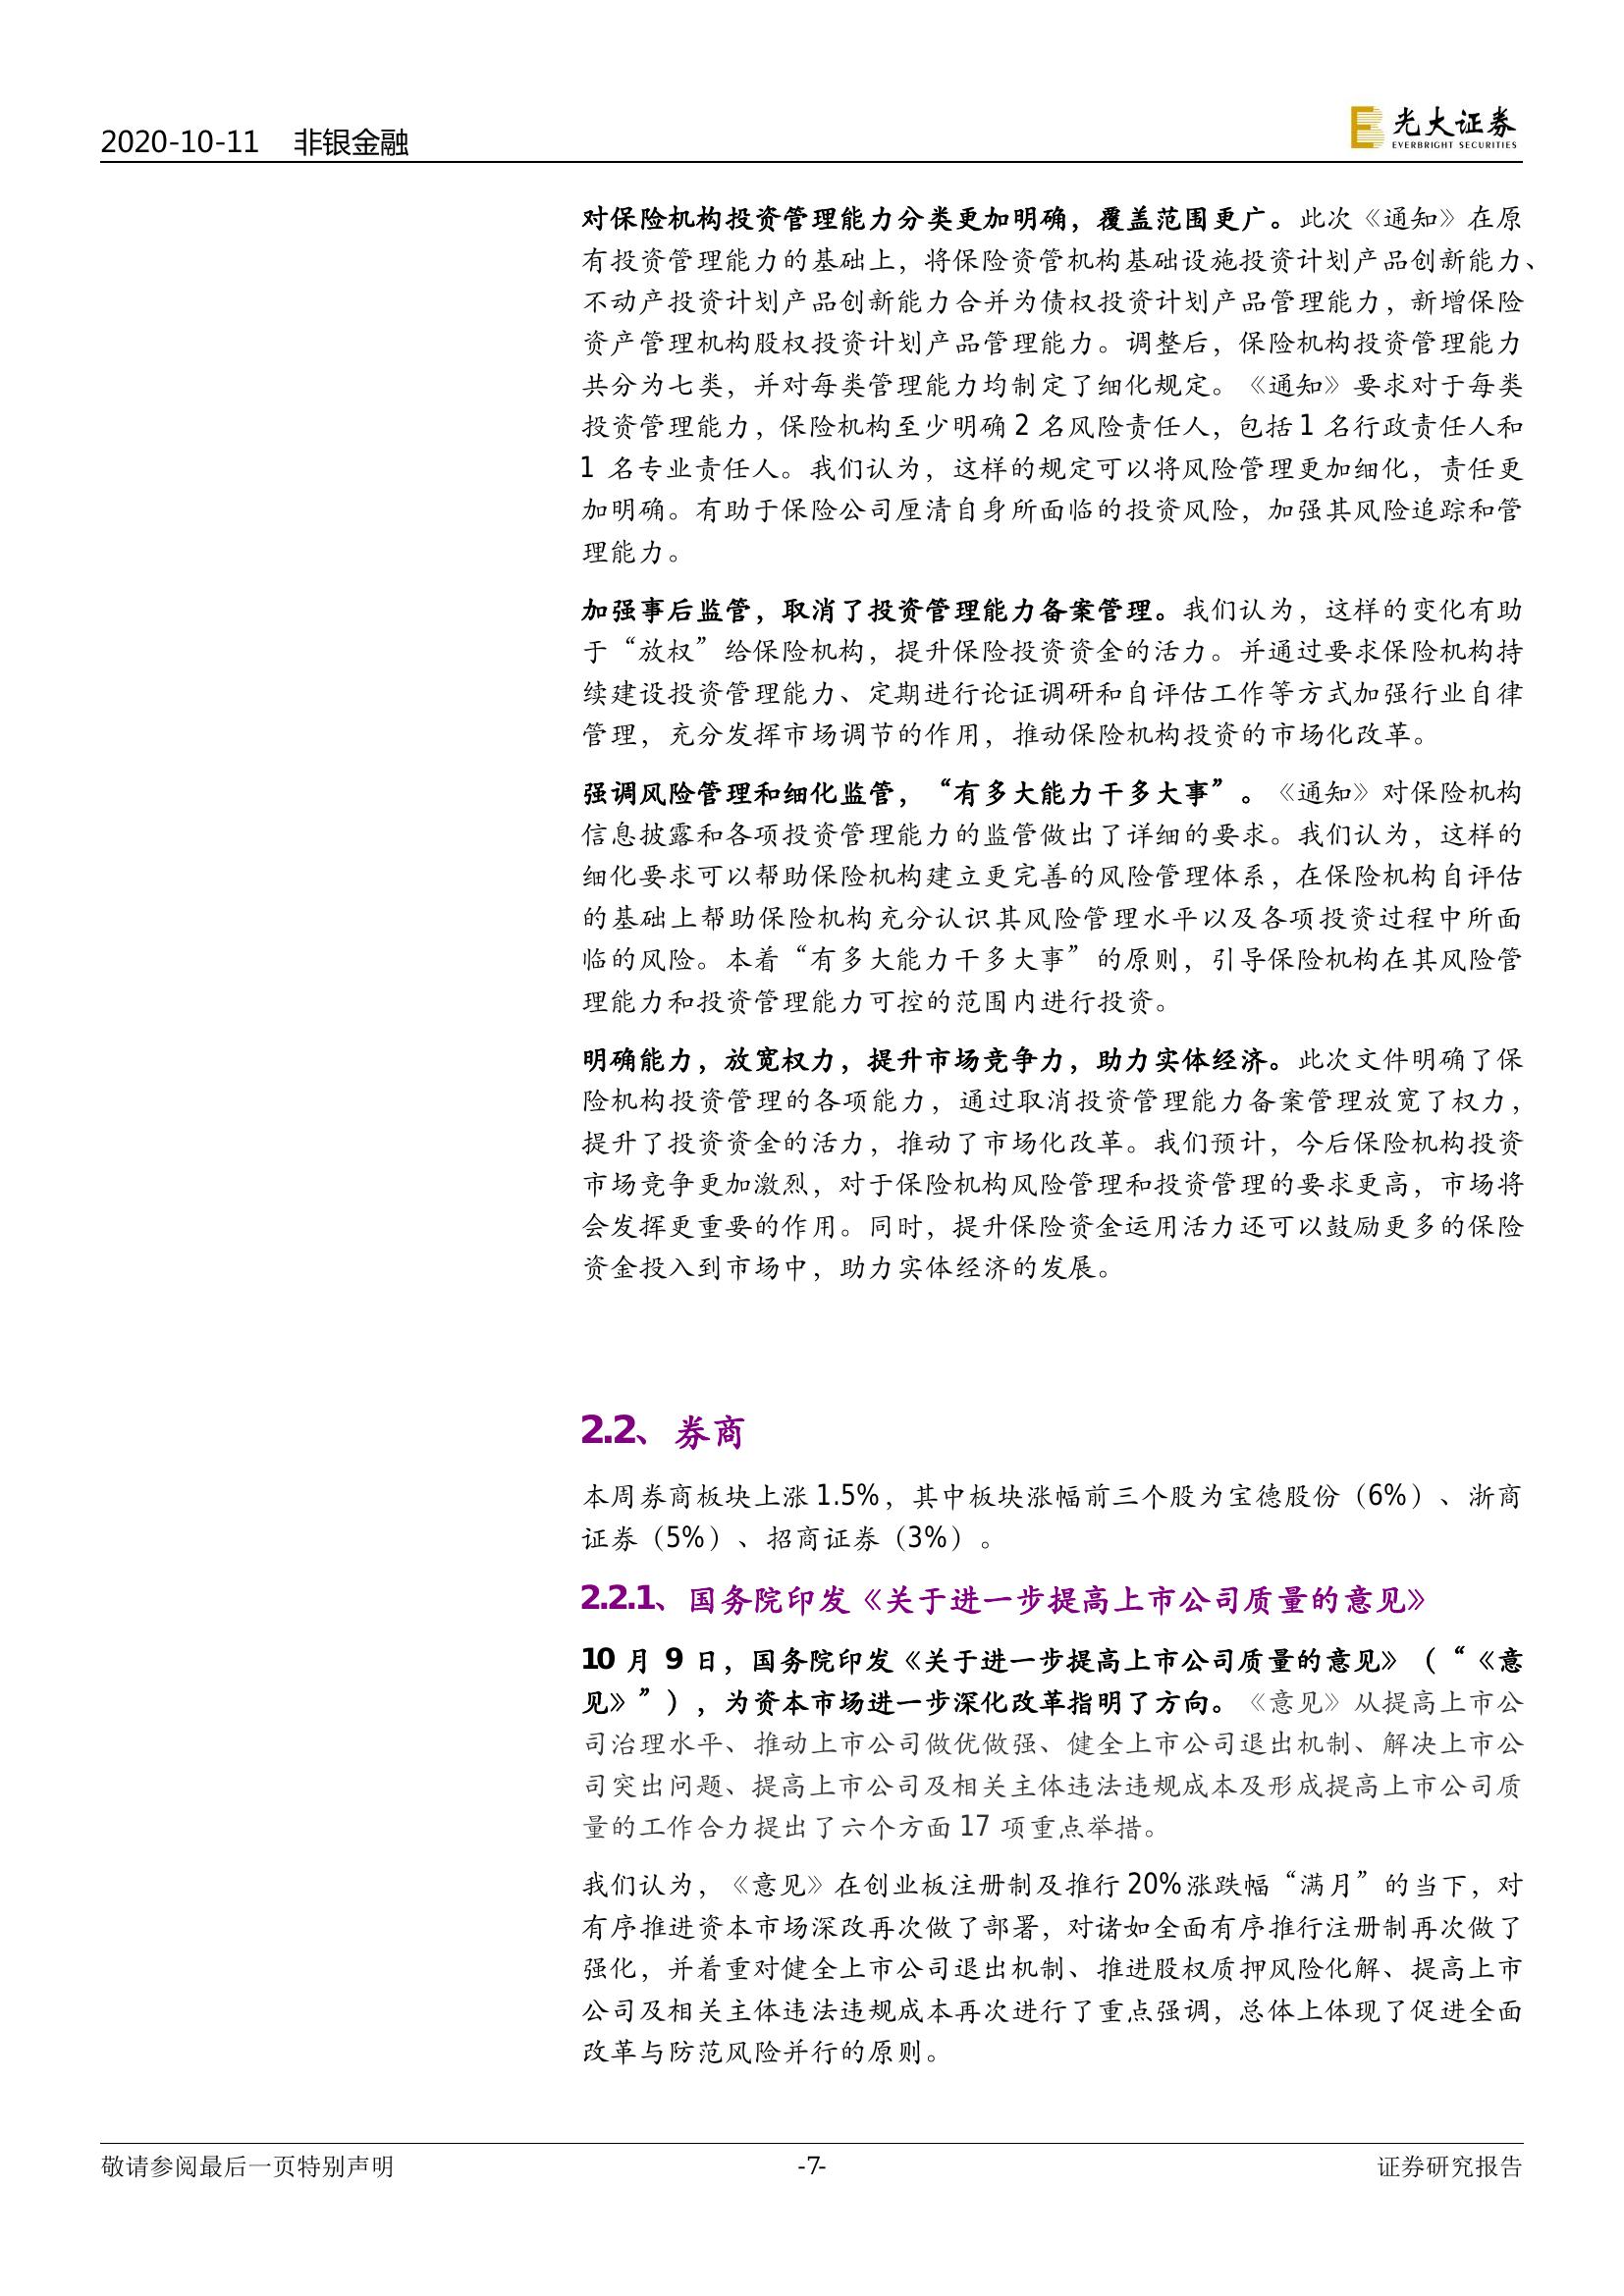 2020-10-11 非银金融
光大证券
EVERBRIGHT SECURITIES
对保险机构投资管理能力分类更加明确，覆盖范围更广。此次《通知》在原
有投资管理能力的基础上，将保险资管机构基础设施投资计划产品创新能力、
不动产投资计划产品创新能力合并为债权投资计划产品管理能力，新增保险
资产管理机构股权投资计划产品管理能力。调整后，保险机构投资管理能力
共分为七类，并对每类管理能力均制定了细化规定。《通知》要求对于每类
投资管理能力，保险机构至少明确 2 名风险责任人，包括 1 名行政责任人和
1 名专业责任人。我们认为，这样的规定可以将风险管理更加细化，责任更
加明确。有助于保险公司厘清自身所面临的投资风险，加强其风险追踪和管
理能力。
加强事后监管，取消了投资管理能力备案管理。我们认为，这样的变化有助
于“放权”给保险机构，提升保险投资资金的活力。并通过要求保险机构持
续建设投资管理能力、定期进行论证调研和自评估工作等方式加强行业自律
管理，充分发挥市场调节的作用，推动保险机构投资的市场化改革。
强调风险管理和细化监管，“有多大能力干多大事”。《通知》对保险机构
信息披露和各项投资管理能力的监管做出了详细的要求。我们认为，这样的
细化要求可以帮助保险机构建立更完善的风险管理体系，在保险机构自评估
的基础上帮助保险机构充分认识其风险管理水平以及各项投资过程中所面
临的风险。本着“有多大能力干多大事”的原则，引导保险机构在其风险管
理能力和投资管理能力可控的范围内进行投资。
明确能力，放宽权力，提升市场竞争力，助力实体经济。此次文件明确了保
险机构投资管理的各项能力，通过取消投资管理能力备案管理放宽了权力，
提升了投资资金的活力，推动了市场化改革。我们预计，今后保险机构投资
市场竞争更加激烈，对于保险机构风险管理和投资管理的要求更高，市场将
会发挥更重要的作用。同时，提升保险资金运用活力还可以鼓励更多的保险
资金投入到市场中，助力实体经济的发展。
2.2、券商
本周券商板块上涨 1.5%，其中板块涨幅前三个股为宝德股份（6%）、浙商
证券（5%）、招商证券（3%）。
2.2.1、国务院印发《关于进一步提高上市公司质量的意见》
10 月 9 日，国务院印发《关于进一步提高上市公司质量的意见》（“《意
见》”），为资本市场进一步深化改革指明了方向。《意见》从提高上市公
司治理水平、推动上市公司做优做强、健全上市公司退出机制、解决上市公
司突出问题、提高上市公司及相关主体违法违规成本及形成提高上市公司质
量的工作合力提出了六个方面 17 项重点举措。
我们认为，《意见》在创业板注册制及推行 20%涨跌幅“满月”的当下，对
有序推进资本市场深改再次做了部署，对诸如全面有序推行注册制再次做了
强化，并着重对健全上市公司退出机制、推进股权质押风险化解、提高上市
公司及相关主体违法违规成本再次进行了重点强调，总体上体现了促进全面
改革与防范风险并行的原则。
敬请参阅最后一页特别声明 -7- 证券研究报告